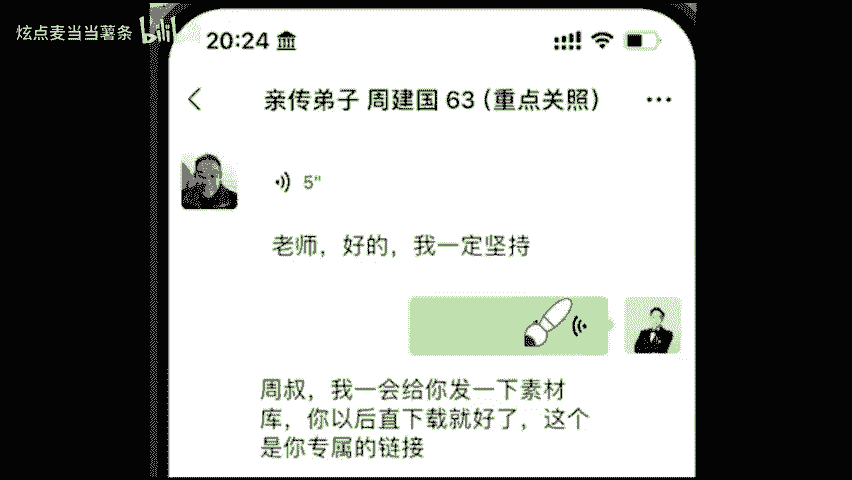 炫点麦当当薯条 bilibili
20:24
亲传弟子 周建国 63（重点关照）
5"
老师，好的，我一定坚持
周叔，我一会给你发一下素材
库，你以后直下载就好了，这个
是你专属的链接